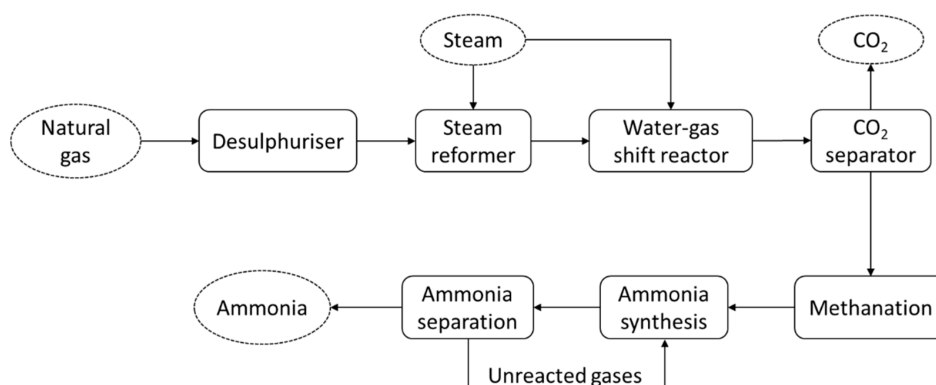 Steam
CO₂
Natural
gas
Desulphuriser
Steam
reformer
Water-gas
shift reactor
CO₂
separator
Ammonia
Ammonia
separation
Ammonia
synthesis
Methanation
Unreacted gases